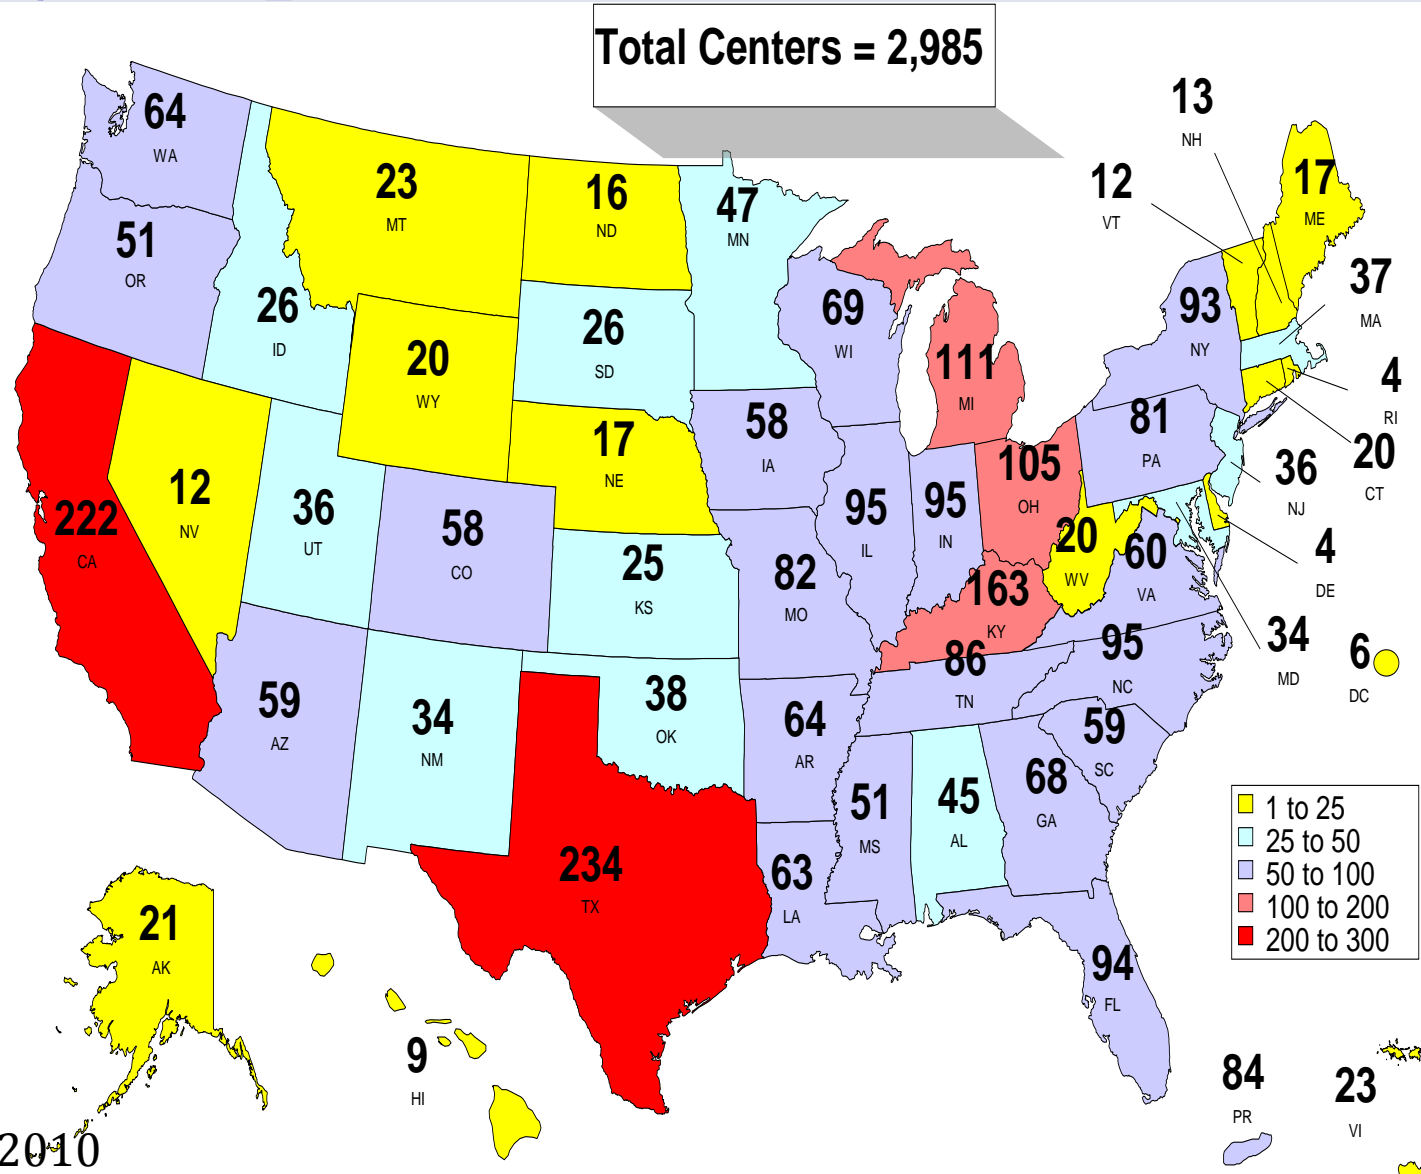 Total Centers = 2,985
13
NH
64
WA
12
VT
17
ME
23
MT
16
ND
47
MN
51
OR
37
MA
93
NY
26
ID
69
WI
26
SD
20
WY
111
MI
4
RI
58
IA
81
PA
17
NE
20
CT
105
OH
36
NJ
12
NV
95
IL
95
IN
36
UT
222
CA
58
CO
20
WV
60
VA
4
DE
25
KS
82
MO
163
KY
34
MD
6
DC
95
NC
86
TN
59
AZ
38
OK
34
NM
64
AR
59
SC
51
MS
45
AL
68
GA
1 to 25
25 to 50
50 to 100
100 to 200
200 to 300
234
TX
63
LA
21
AK
94
FL
9
HI
84
PR
23
VI
2010